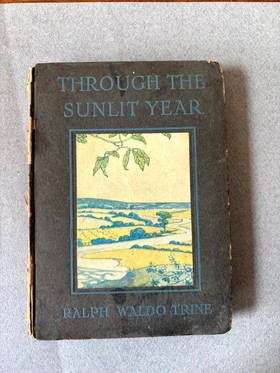 THROUGH THE
SUNLIT YEAR
RALPH WALDO TRINE